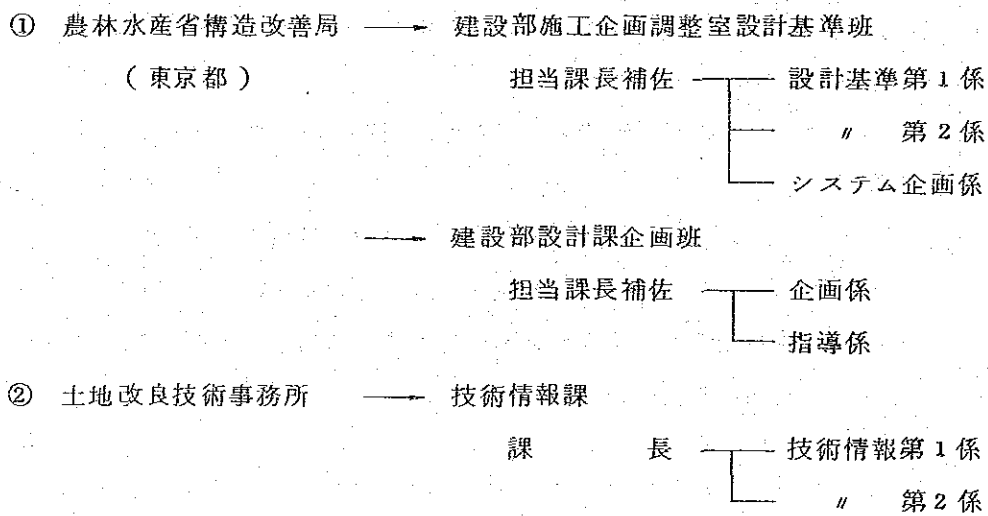 ① 農林水産省構造改善局 → 建設部施工企画調整室設計基準班
(東京都) 担当課長補佐 設計基準第1係
〃 第2係
システム企画係
→ 建設部設計課企画班
担当課長補佐 企画係
指導係
② 土地改良技術事務所 → 技術情報課
課長 技術情報第1係
〃 第2係